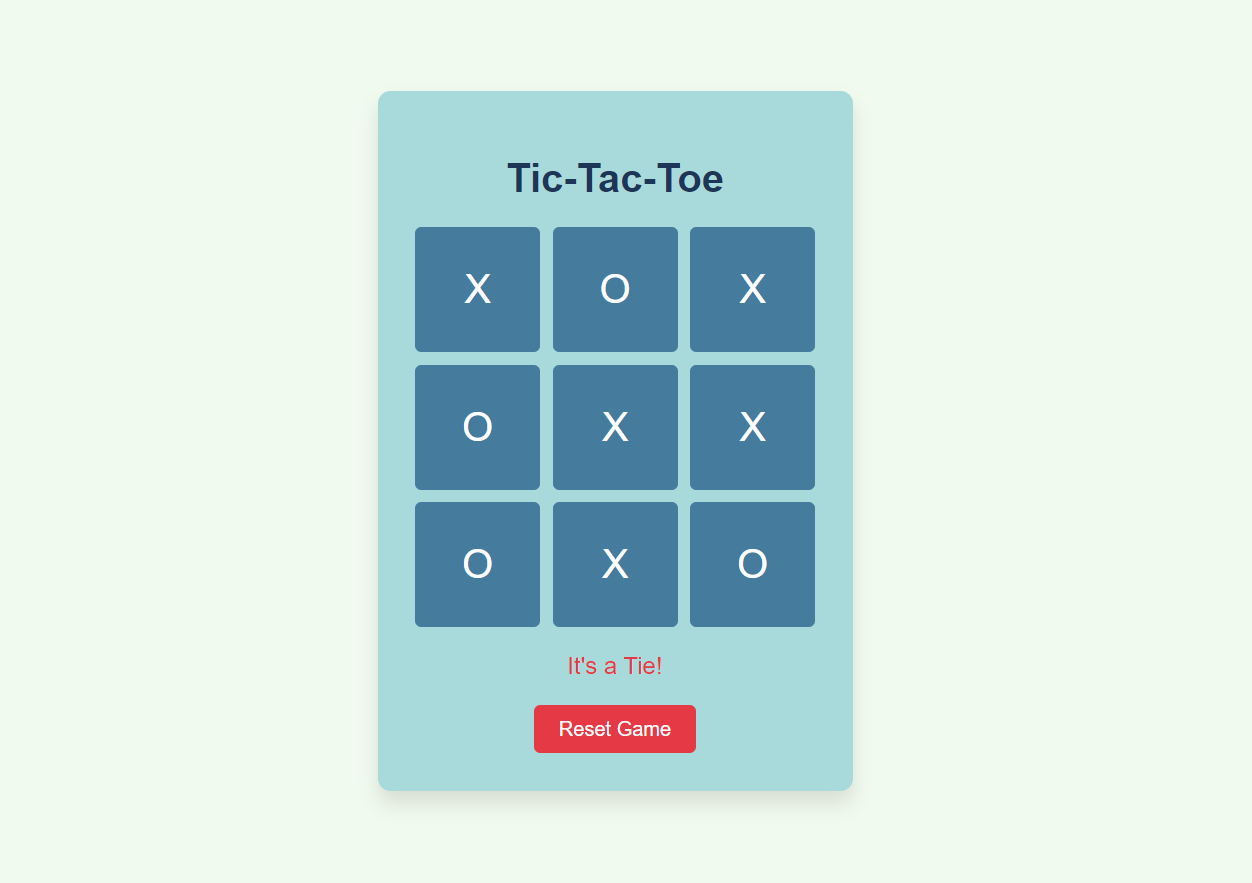 Tic-Tac-Toe
X O X
O X X
O X O
It's a Tie!
Reset Game